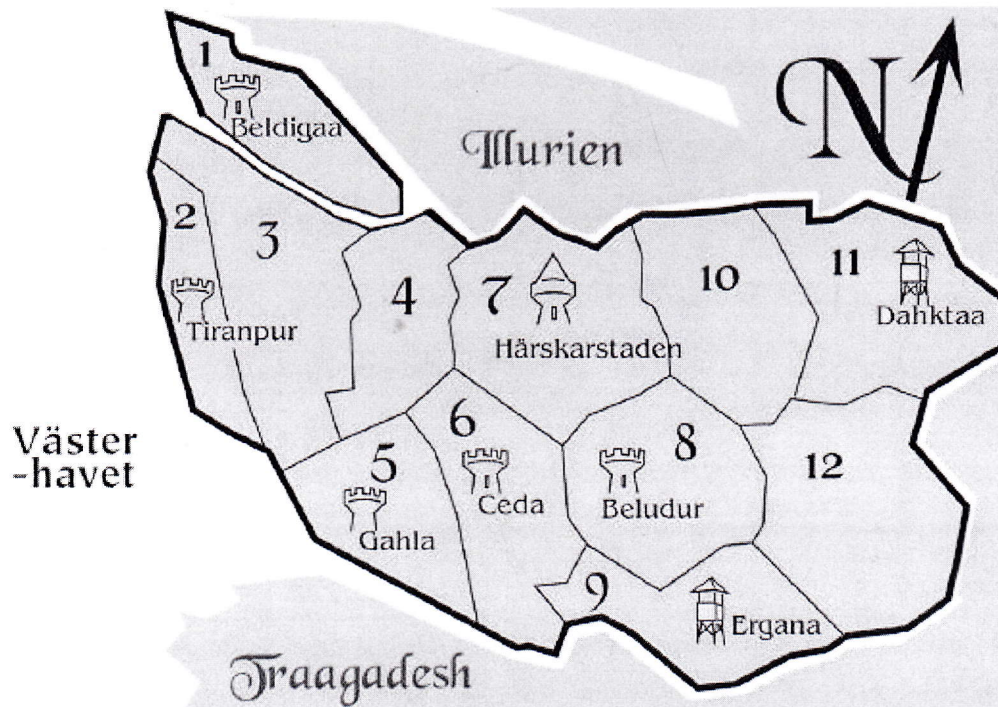 1
Beldigaa
Illurien
N
2
3
4
7
10
11
Tiranpur
Härskarstaden
Dahktaa
Väster
-havet
5
6
8
12
Gahla
Ceda
Beludur
9
Ergana
Traagadesh